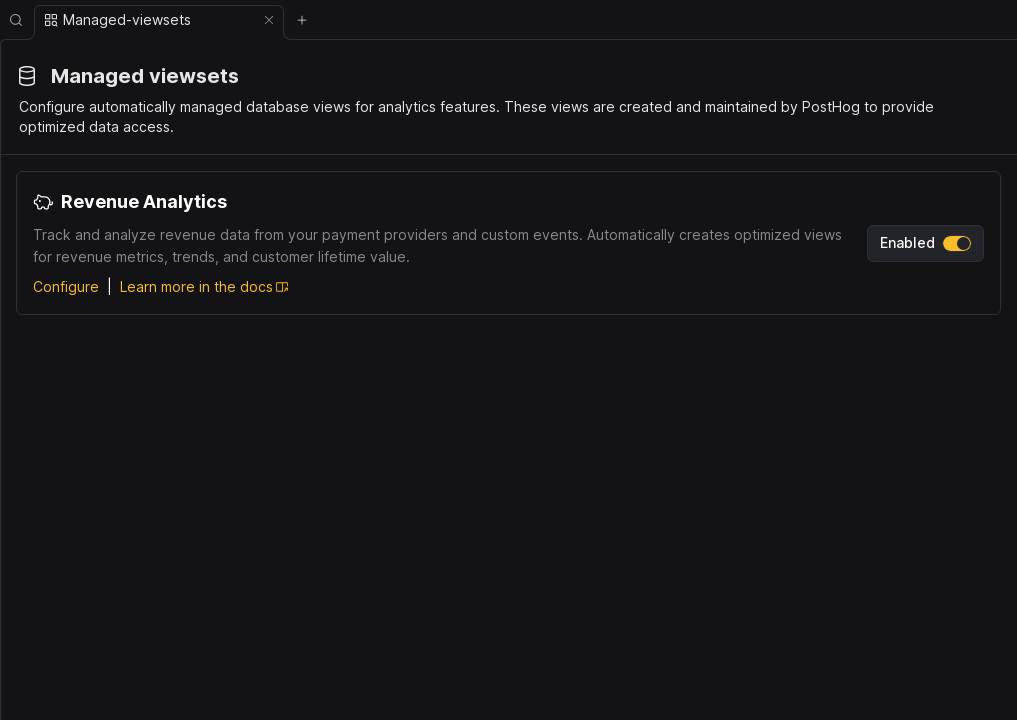 Managed-viewsets
Managed viewsets
Configure automatically managed database views for analytics features. These views are created and maintained by PostHog to provide
optimized data access.
Revenue Analytics
Track and analyze revenue data from your payment providers and custom events. Automatically creates optimized views
for revenue metrics, trends, and customer lifetime value.
Enabled
Configure | Learn more in the docs